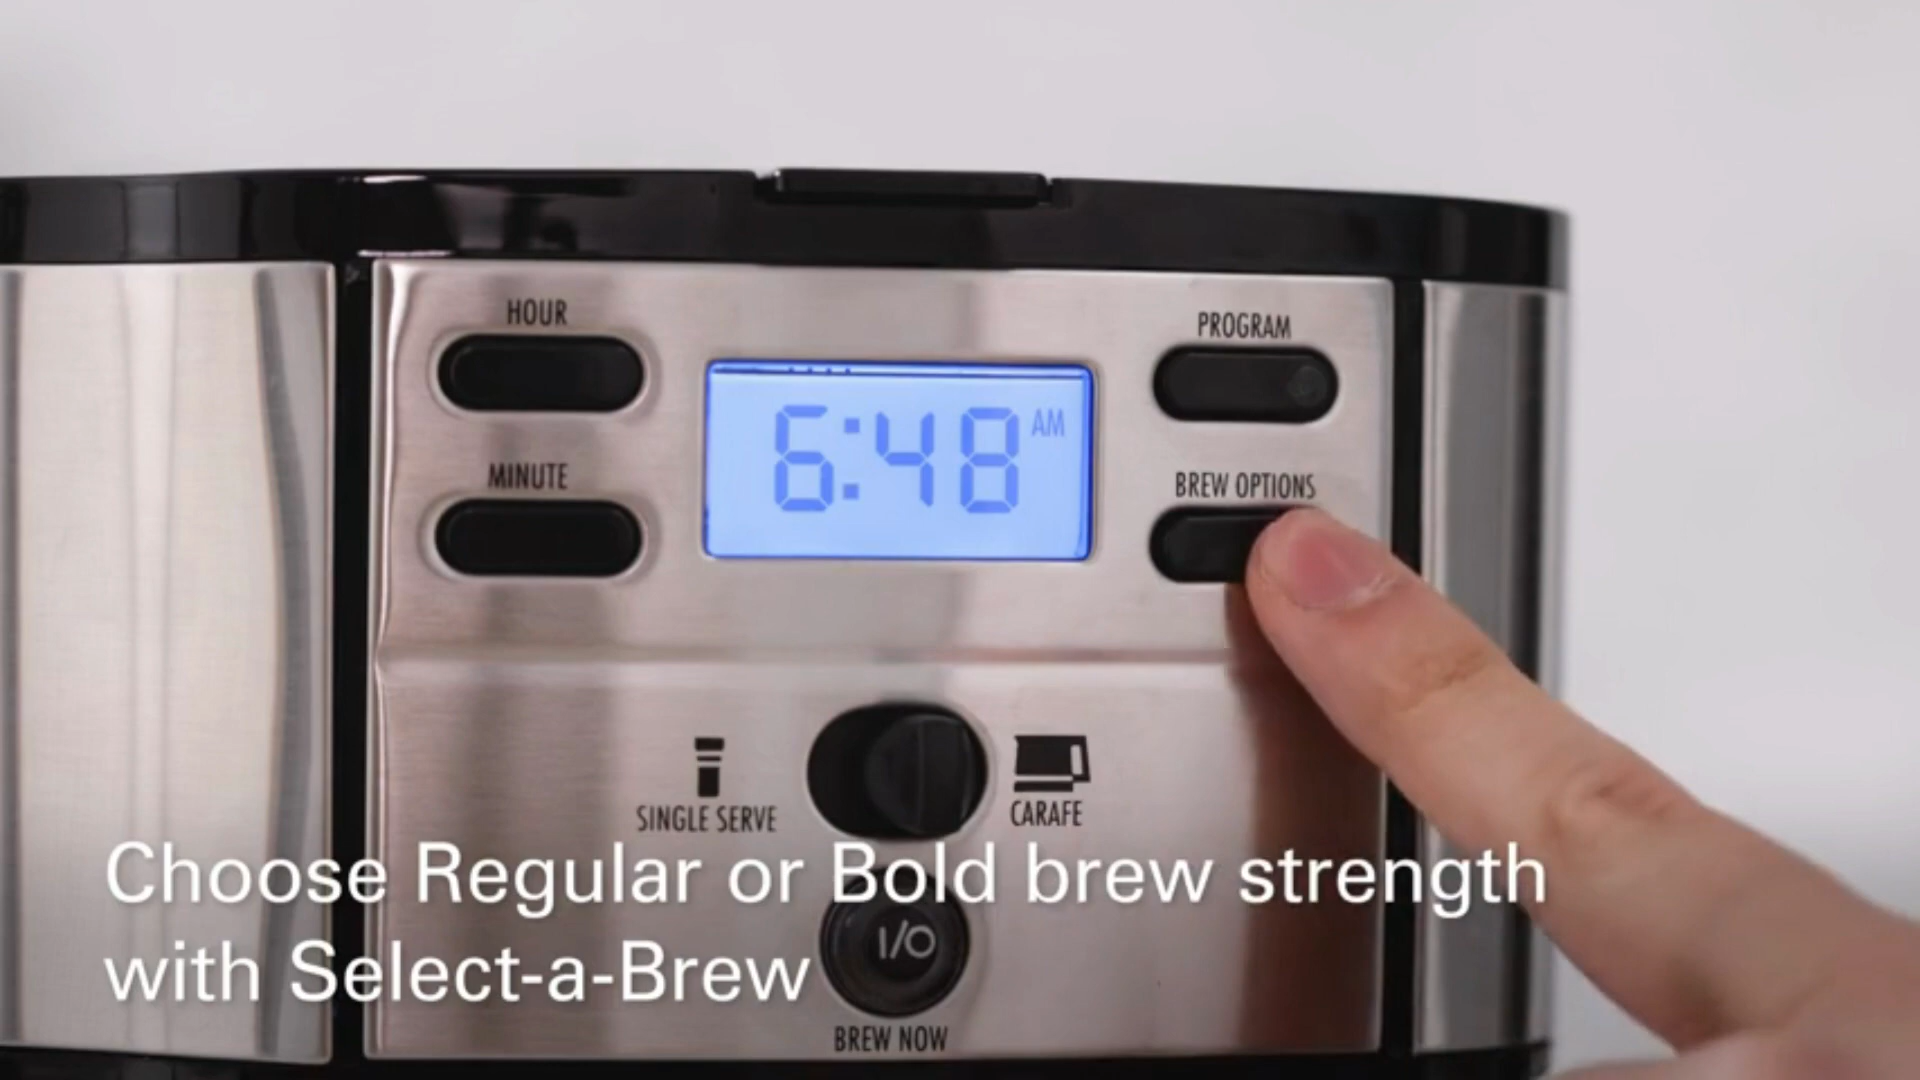 HOUR
PROGRAM
6:48 AM
MINUTE
BREW OPTIONS
SINGLE SERVE
CARAFE
Choose Regular or Bold brew strength
with Select-a-Brew
I/O
BREW NOW